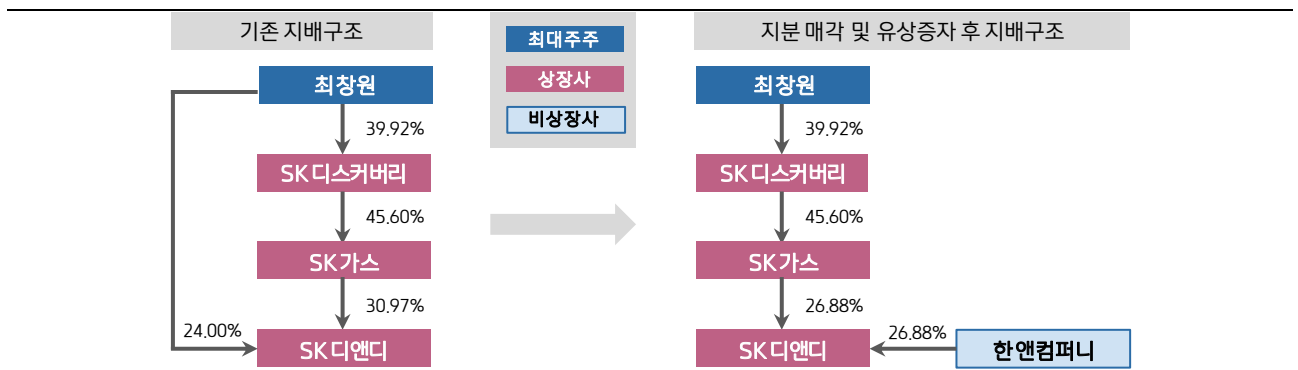 기존 지배구조
최창원
39.92%
SK디스커버리
45.60%
SK가스
30.97%
24.00%
SK디앤디
최대주주
상장사
비상장사
지분 매각 및 유상증자 후 지배구조
최창원
39.92%
SK디스커버리
45.60%
SK가스
26.88%
SK디앤디
26.88%
한앤컴퍼니